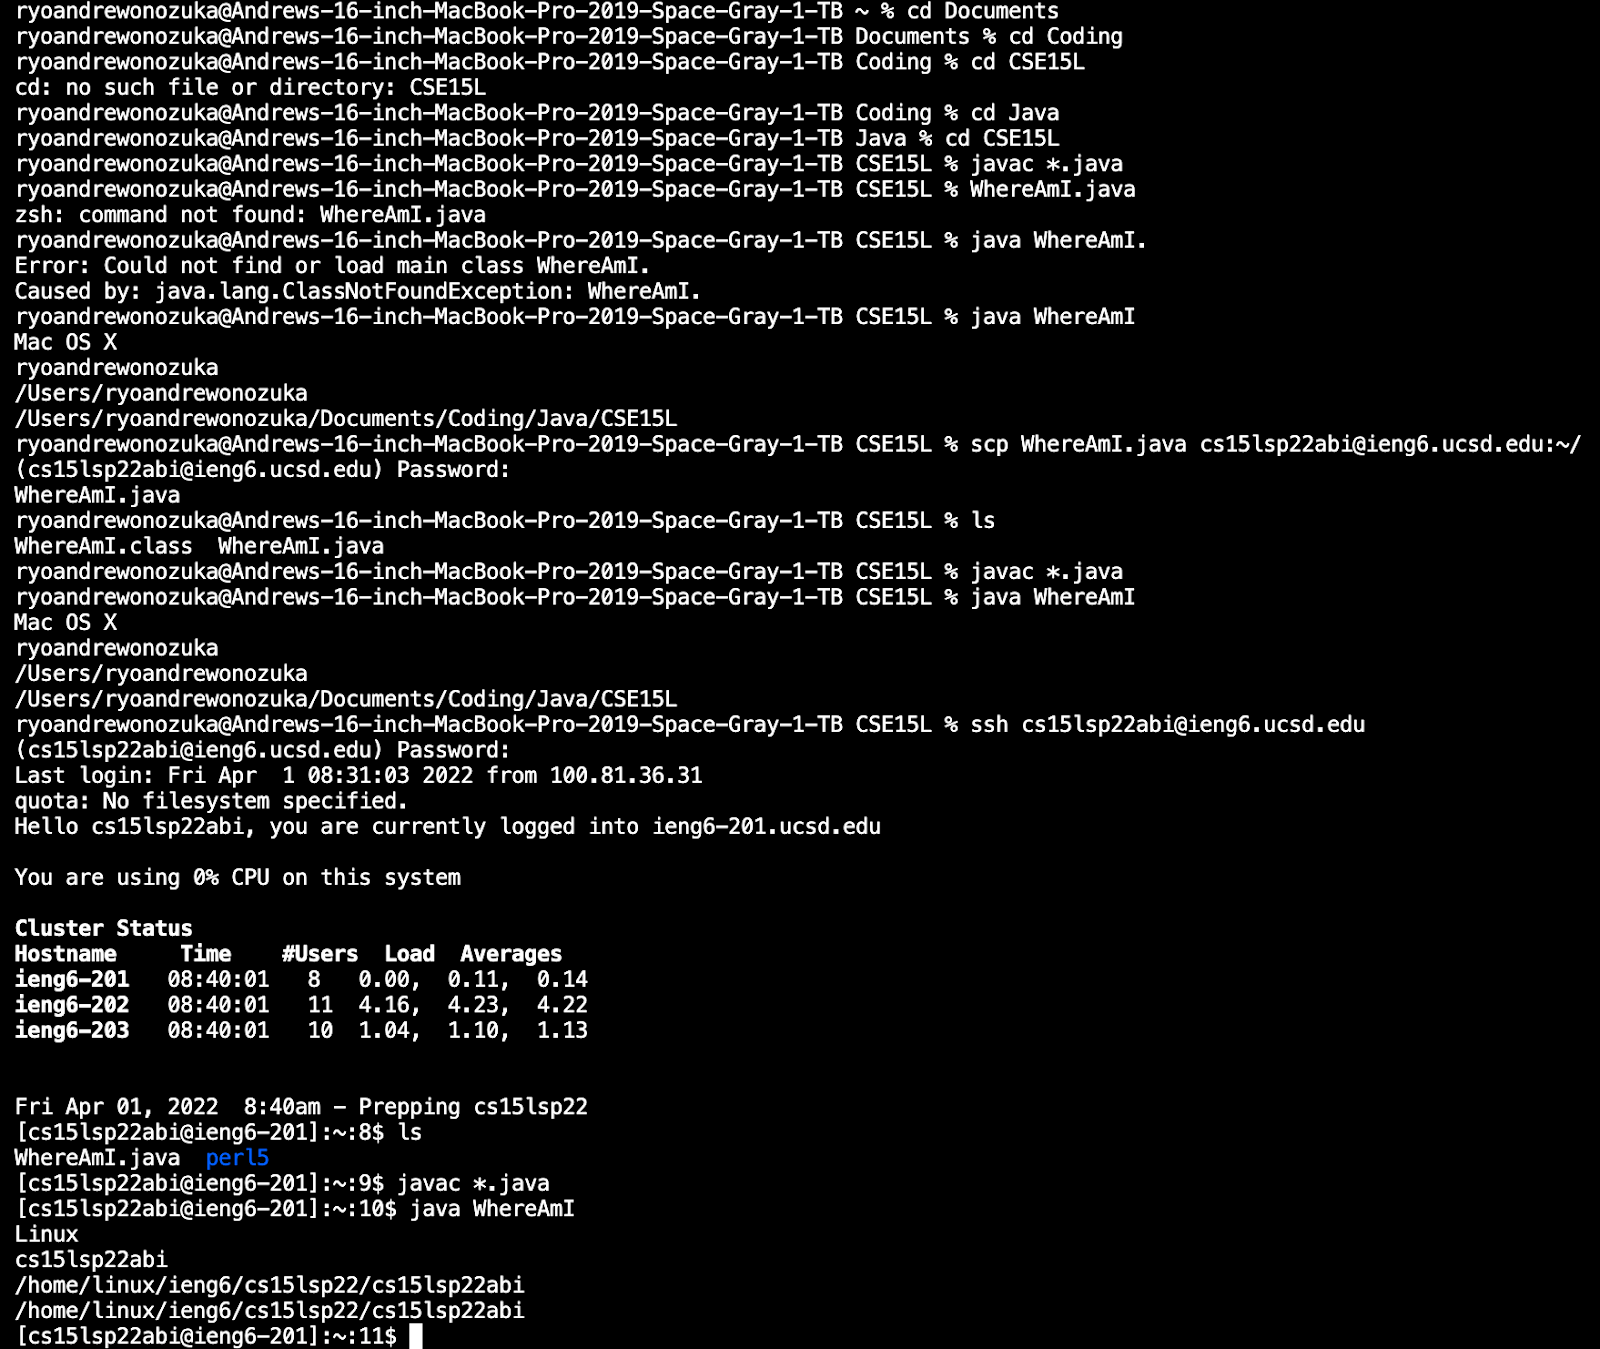 ryoandrewonozuka@Andrews-16-inch-MacBook-Pro-2019-Space-Gray-1-TB ~ % cd Documents
ryoandrewonozuka@Andrews-16-inch-MacBook-Pro-2019-Space-Gray-1-TB Documents % cd Coding
ryoandrewonozuka@Andrews-16-inch-MacBook-Pro-2019-Space-Gray-1-TB Coding % cd CSE15L
cd: no such file or directory: CSE15L
ryoandrewonozuka@Andrews-16-inch-MacBook-Pro-2019-Space-Gray-1-TB Coding % cd Java
ryoandrewonozuka@Andrews-16-inch-MacBook-Pro-2019-Space-Gray-1-TB Java % cd CSE15L
ryoandrewonozuka@Andrews-16-inch-MacBook-Pro-2019-Space-Gray-1-TB CSE15L % javac *.java
ryoandrewonozuka@Andrews-16-inch-MacBook-Pro-2019-Space-Gray-1-TB CSE15L % WhereAmI.java
zsh: command not found: WhereAmI.java
ryoandrewonozuka@Andrews-16-inch-MacBook-Pro-2019-Space-Gray-1-TB CSE15L % java WhereAmI.
Error: Could not find or load main class WhereAmI.
Caused by: java.lang.ClassNotFoundException: WhereAmI.
ryoandrewonozuka@Andrews-16-inch-MacBook-Pro-2019-Space-Gray-1-TB CSE15L % java WhereAmI
Mac OS X
ryoandrewonozuka
/Users/ryoandrewonozuka
/Users/ryoandrewonozuka/Documents/Coding/Java/CSE15L
ryoandrewonozuka@Andrews-16-inch-MacBook-Pro-2019-Space-Gray-1-TB CSE15L % scp WhereAmI.java cs15lsp22abi@ieng6.ucsd.edu:~/
(cs15lsp22abi@ieng6.ucsd.edu) Password:
WhereAmI.java
ryoandrewonozuka@Andrews-16-inch-MacBook-Pro-2019-Space-Gray-1-TB CSE15L % ls
WhereAmI.class  WhereAmI.java
ryoandrewonozuka@Andrews-16-inch-MacBook-Pro-2019-Space-Gray-1-TB CSE15L % javac *.java
ryoandrewonozuka@Andrews-16-inch-MacBook-Pro-2019-Space-Gray-1-TB CSE15L % java WhereAmI
Mac OS X
ryoandrewonozuka
/Users/ryoandrewonozuka
/Users/ryoandrewonozuka/Documents/Coding/Java/CSE15L
ryoandrewonozuka@Andrews-16-inch-MacBook-Pro-2019-Space-Gray-1-TB CSE15L % ssh cs15lsp22abi@ieng6.ucsd.edu
(cs15lsp22abi@ieng6.ucsd.edu) Password:
Last login: Fri Apr  1 08:31:03 2022 from 100.81.36.31
quota: No filesystem specified.
Hello cs15lsp22abi, you are currently logged into ieng6-201.ucsd.edu
You are using 0% CPU on this system
Cluster Status
Hostname     Time    #Users  Load  Averages
ieng6-201   08:40:01   8   0.00,  0.11,  0.14
ieng6-202   08:40:01   11  4.16,  4.23,  4.22
ieng6-203   08:40:01   10  1.04,  1.10,  1.13
Fri Apr 01, 2022  8:40am - Prepping cs15lsp22
[cs15lsp22abi@ieng6-201]:~:8$ ls
WhereAmI.java  perl5
[cs15lsp22abi@ieng6-201]:~:9$ javac *.java
[cs15lsp22abi@ieng6-201]:~:10$ java WhereAmI
Linux
cs15lsp22abi
/home/linux/ieng6/cs15lsp22/cs15lsp22abi
/home/linux/ieng6/cs15lsp22/cs15lsp22abi
[cs15lsp22abi@ieng6-201]:~:11$